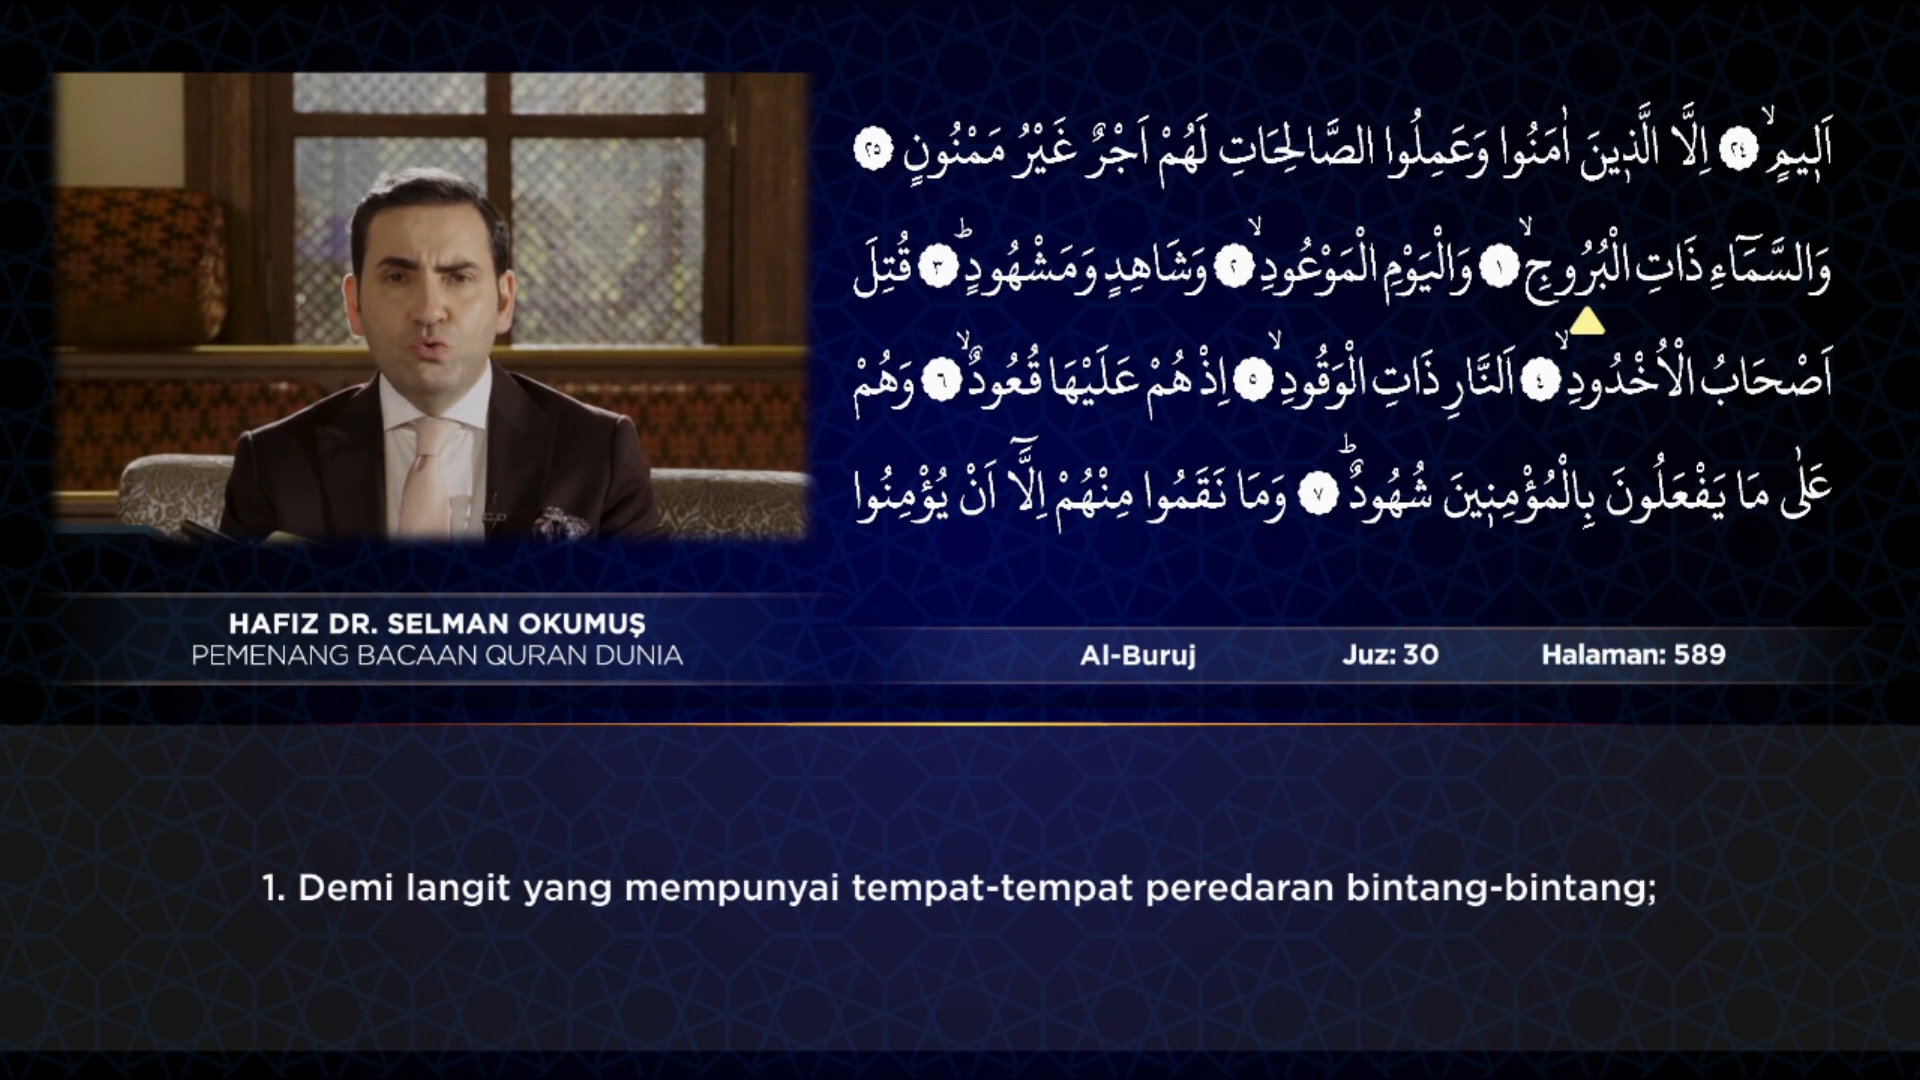 اَل۪يمٍۙ ﴿٢٤﴾ اِلَّا الَّذ۪ينَ اٰمَنُوا وَعَمِلُوا الصَّالِحَاتِ لَهُمْ اَجْرٌ غَيْرُ مَمْنُونٍ ﴿٢٥﴾
وَالسَّمَٓاءِ ذَاتِ الْبُرُوجِۙ ﴿١﴾ وَالْيَوْمِ الْمَوْعُودِۙ ﴿٢﴾ وَشَاهِدٍ وَمَشْهُودٍۜ ﴿٣﴾ قُتِلَ
اَصْحَابُ الْاُخْدُودِۙ ﴿٤﴾ اَلنَّارِ ذَاتِ الْوَقُودِۙ ﴿٥﴾ اِذْ هُمْ عَلَيْهَا قُعُودٌۙ ﴿٦﴾ وَهُمْ
عَلٰى مَا يَفْعَلُونَ بِالْمُؤْمِن۪ينَ شُهُودٌۜ ﴿٧﴾ وَمَا نَقَمُوا مِنْهُمْ اِلَّٓا اَنْ يُؤْمِنُوا
HAFIZ DR. SELMAN OKUMUŞ
PEMENANG BACAAN QURAN DUNIA
Al-Buruj Juz: 30 Halaman: 589
1. Demi langit yang mempunyai tempat-tempat peredaran bintang-bintang;